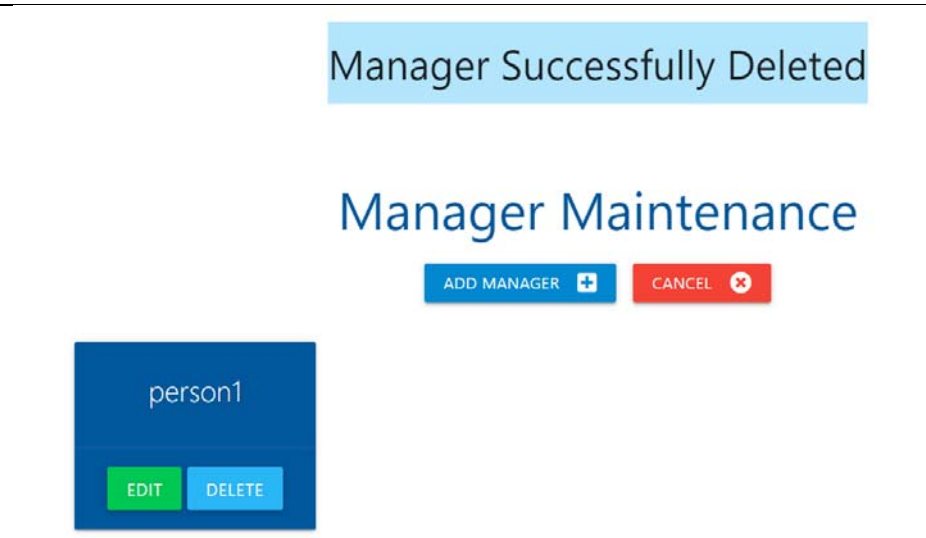 Manager Successfully Deleted
Manager Maintenance
ADD MANAGER CANCEL
person1
EDIT DELETE